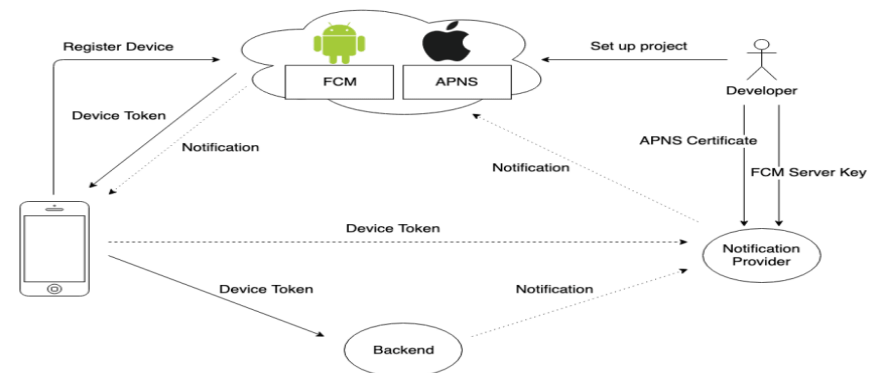 Register Device
Set up project
FCM
APNS
Developer
Device Token
Notification
APNS Certificate
Notification
FCM Server Key
Device Token
Notification
Provider
Device Token
Notification
Backend